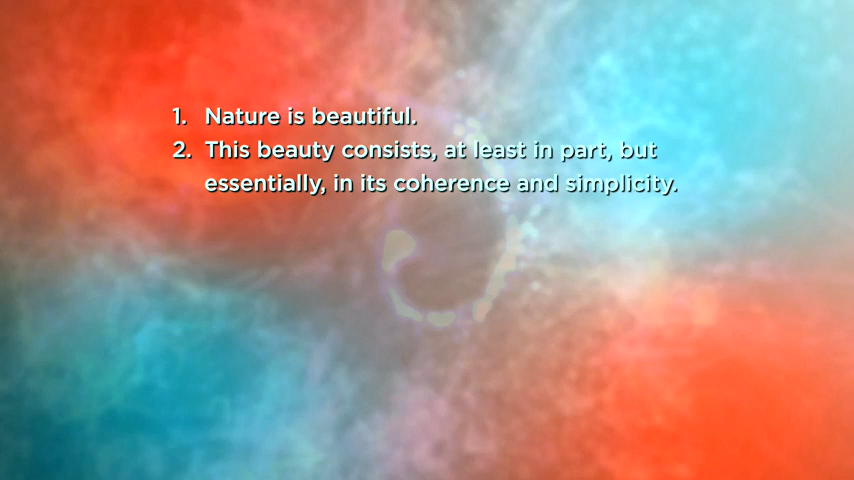 1. Nature is beautiful.
2. This beauty consists, at least in part, but
essentially, in its coherence and simplicity.